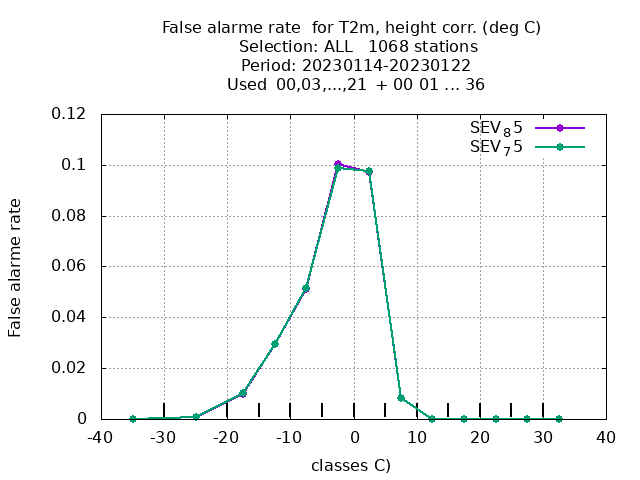 False alarme rate  for T2m, height corr. (deg C)
Selection: ALL   1068 stations
Period: 20230114-20230122
Used  00,03,...,21  + 00 01 ... 36
SEV₈5
SEV₇5
0.12
0.1
0.08
0.06
0.04
0.02
0
False alarme rate
-40 -30 -20 -10 0 10 20 30 40
classes C)